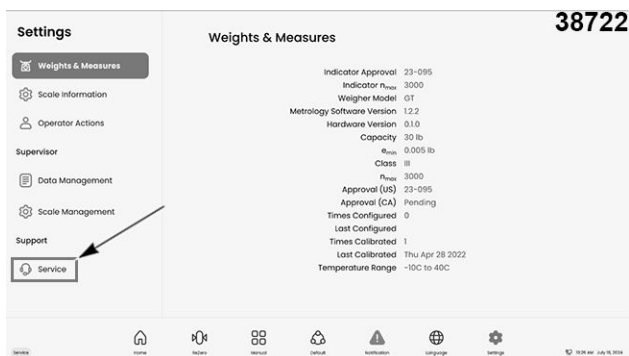 38722
Settings
Weights & Measures
Weights & Measures
Scale Information
Operator Actions
Supervisor
Data Management
Scale Management
Support
Service
Indicator Approval 23-095
Indicator nmax 3000
Weigher Model GT
Metrology Software Version 1.2.2
Hardware Version 0.1.0
Capacity 30 lb
emin 0.005 lb
Class III
nmax 3000
Approval (US) 23-095
Approval (CA) Pending
Times Configured 0
Last Configured
Times Calibrated 1
Last Calibrated Thu Apr 28 2022
Temperature Range -10C to 40C
Home
ReZero
Manual
Default
Notification
Language
Settings
Service
July 18, 2024